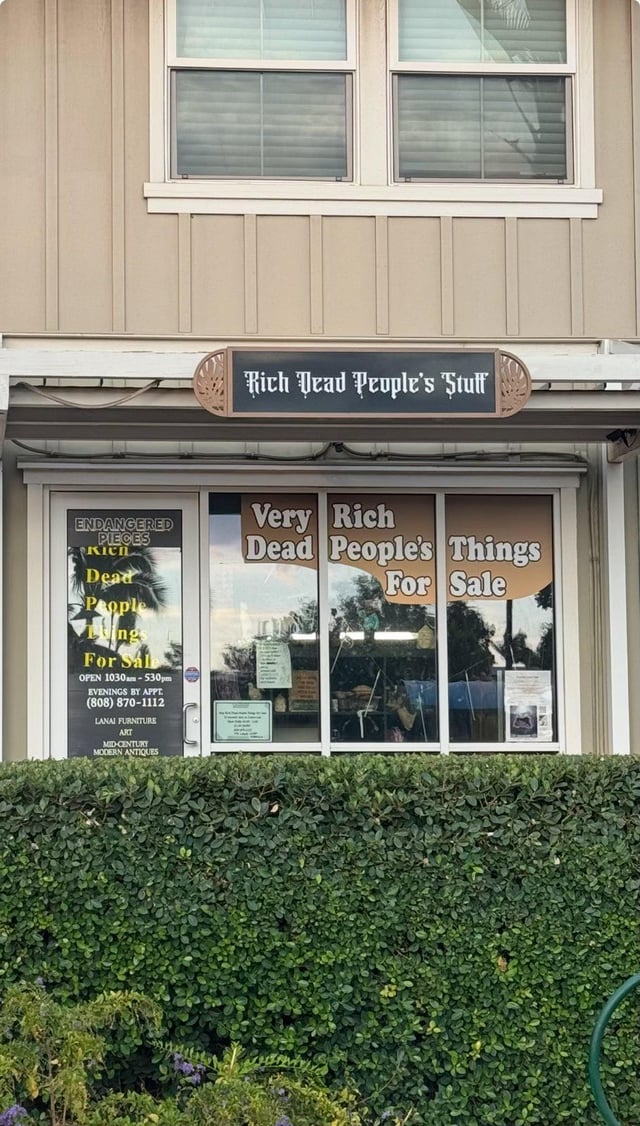 Rich Dead People's Stuff
ENDANGERED
PIECES
Rich
Dead
People
Things
For Sale
OPEN 1030am - 530pm
EVENINGS BY APPT.
(808) 870-1112
LANAI FURNITURE
ART
MID-CENTURY
MODERN ANTIQUES
Very Rich
Dead People's Things
For Sale